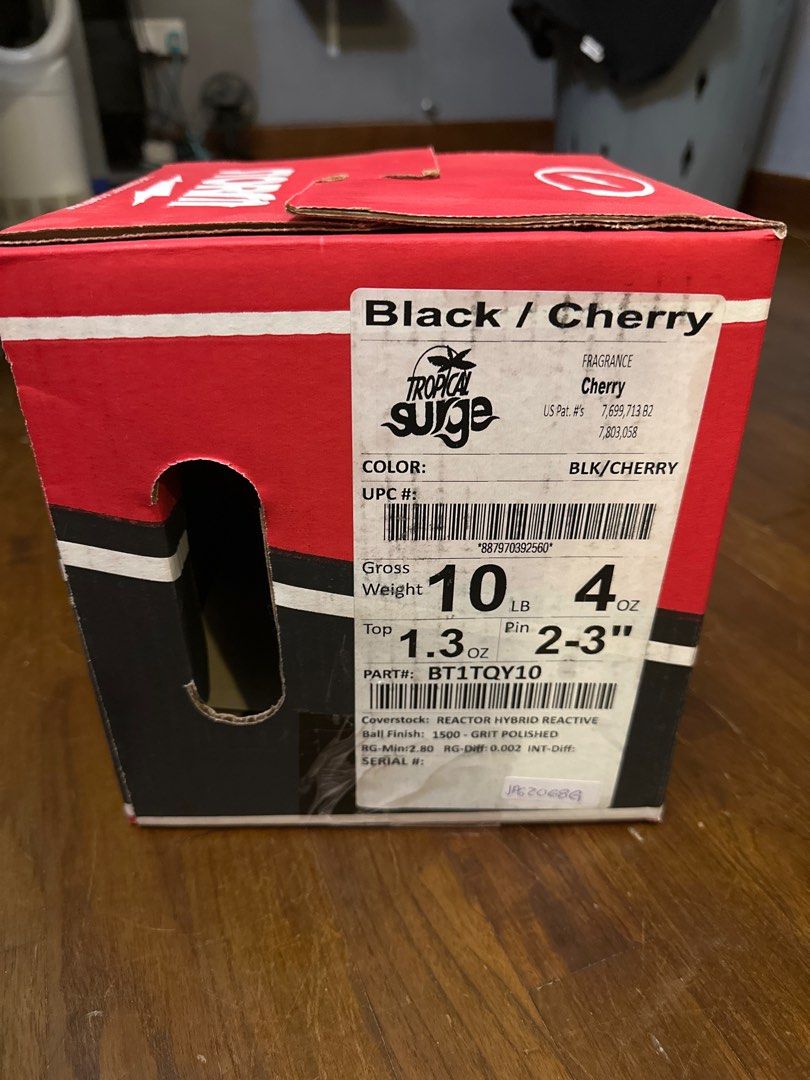 STORM
Black / Cherry
TROPICAL
surge
FRAGRANCE
Cherry
US Pat. #'s 7,699,713 B2
7,803,058
COLOR: BLK/CHERRY
UPC #:
*887970392560*
Gross Weight 10 LB 4 OZ
Top 1.3 OZ Pin 2-3"
PART#: BT1TQY10
Coverstock: REACTOR HYBRID REACTIVE
Ball Finish: 1500 - GRIT POLISHED
RG-Min:2.80 RG-Diff: 0.002 INT-Diff:
SERIAL #: